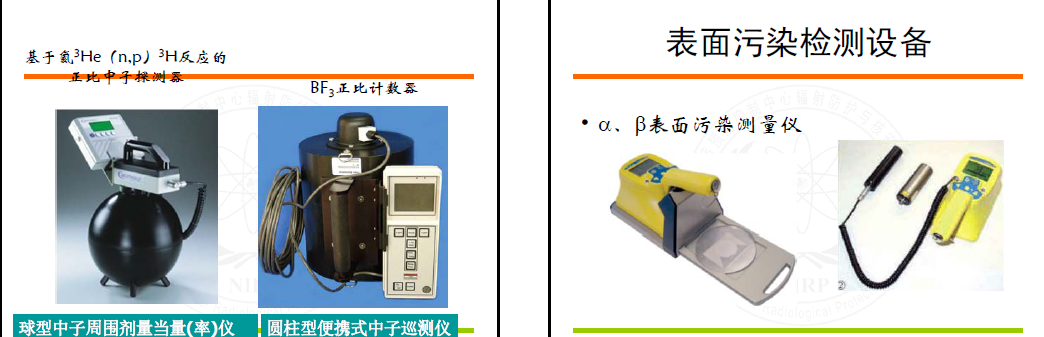 基于氦³He（n,p）³H反应的
正比中子探测器
BF₃正比计数器
球型中子周围剂量当量(率)仪
圆柱型便携式中子巡测仪
表面污染检测设备
• α、β表面污染测量仪
②